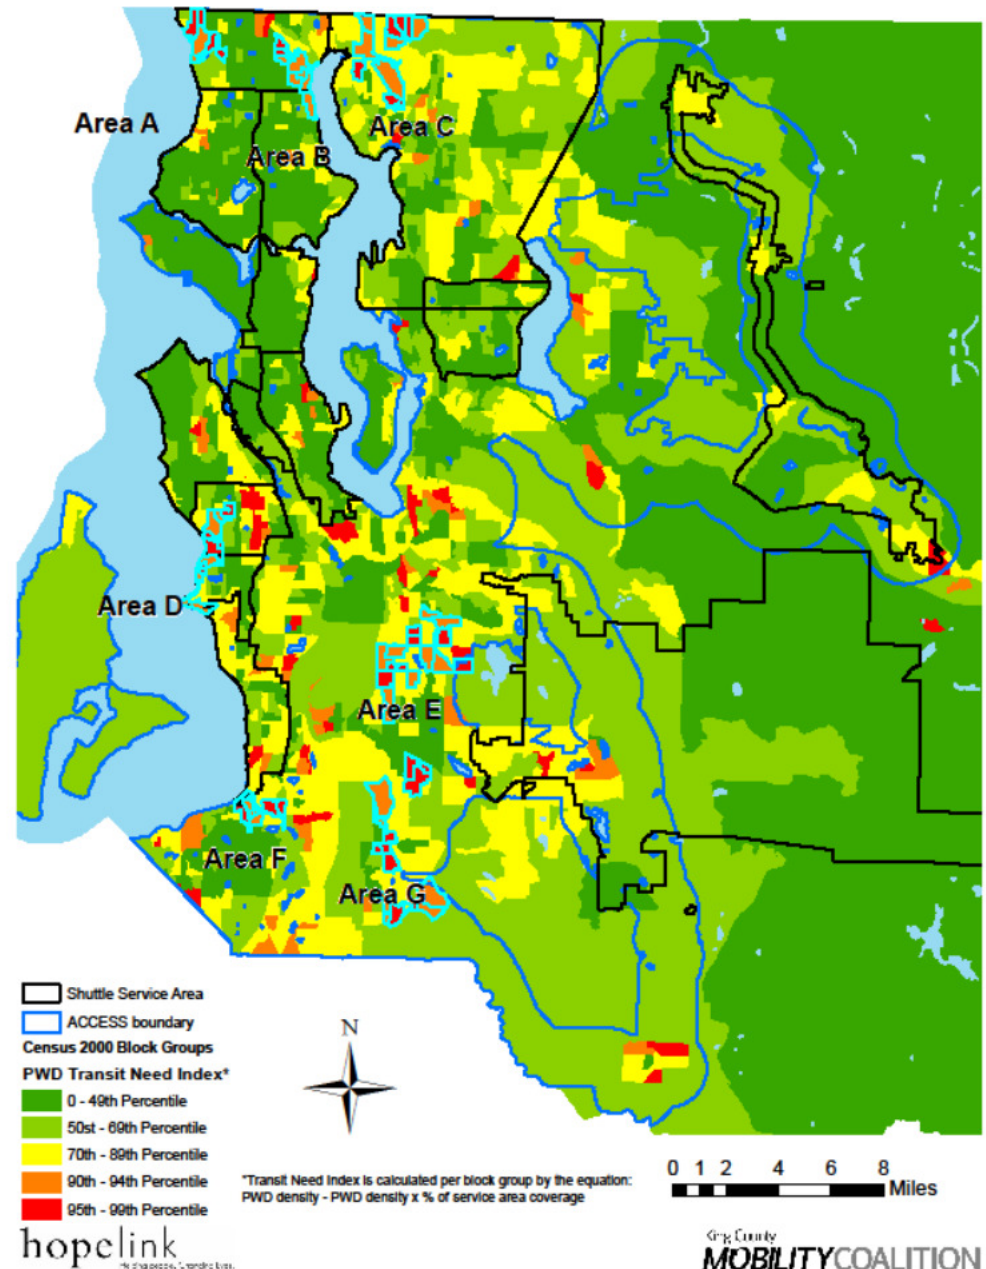 Area A
Area B
Area C
Area D
Area E
Area F
Area G
Shuttle Service Area
ACCESS boundary
Census 2000 Block Groups
PWD Transit Need Index*
0 - 49th Percentile
50st - 69th Percentile
70th - 89th Percentile
90th - 94th Percentile
95th - 99th Percentile
N
*Transit Need Index is calculated per block group by the equation:
PWD density - PWD density x % of service area coverage
0 1 2 4 6 8
Miles
hopelink
King County
MOBILITYCOALITION